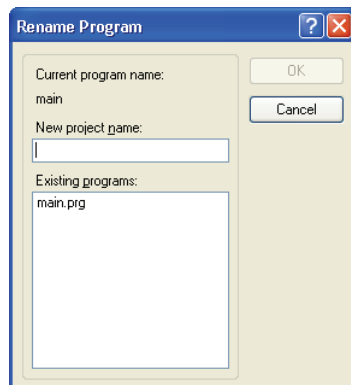 Rename Program
Current program name:
main
New project name:
Existing programs:
main.prg
OK
Cancel